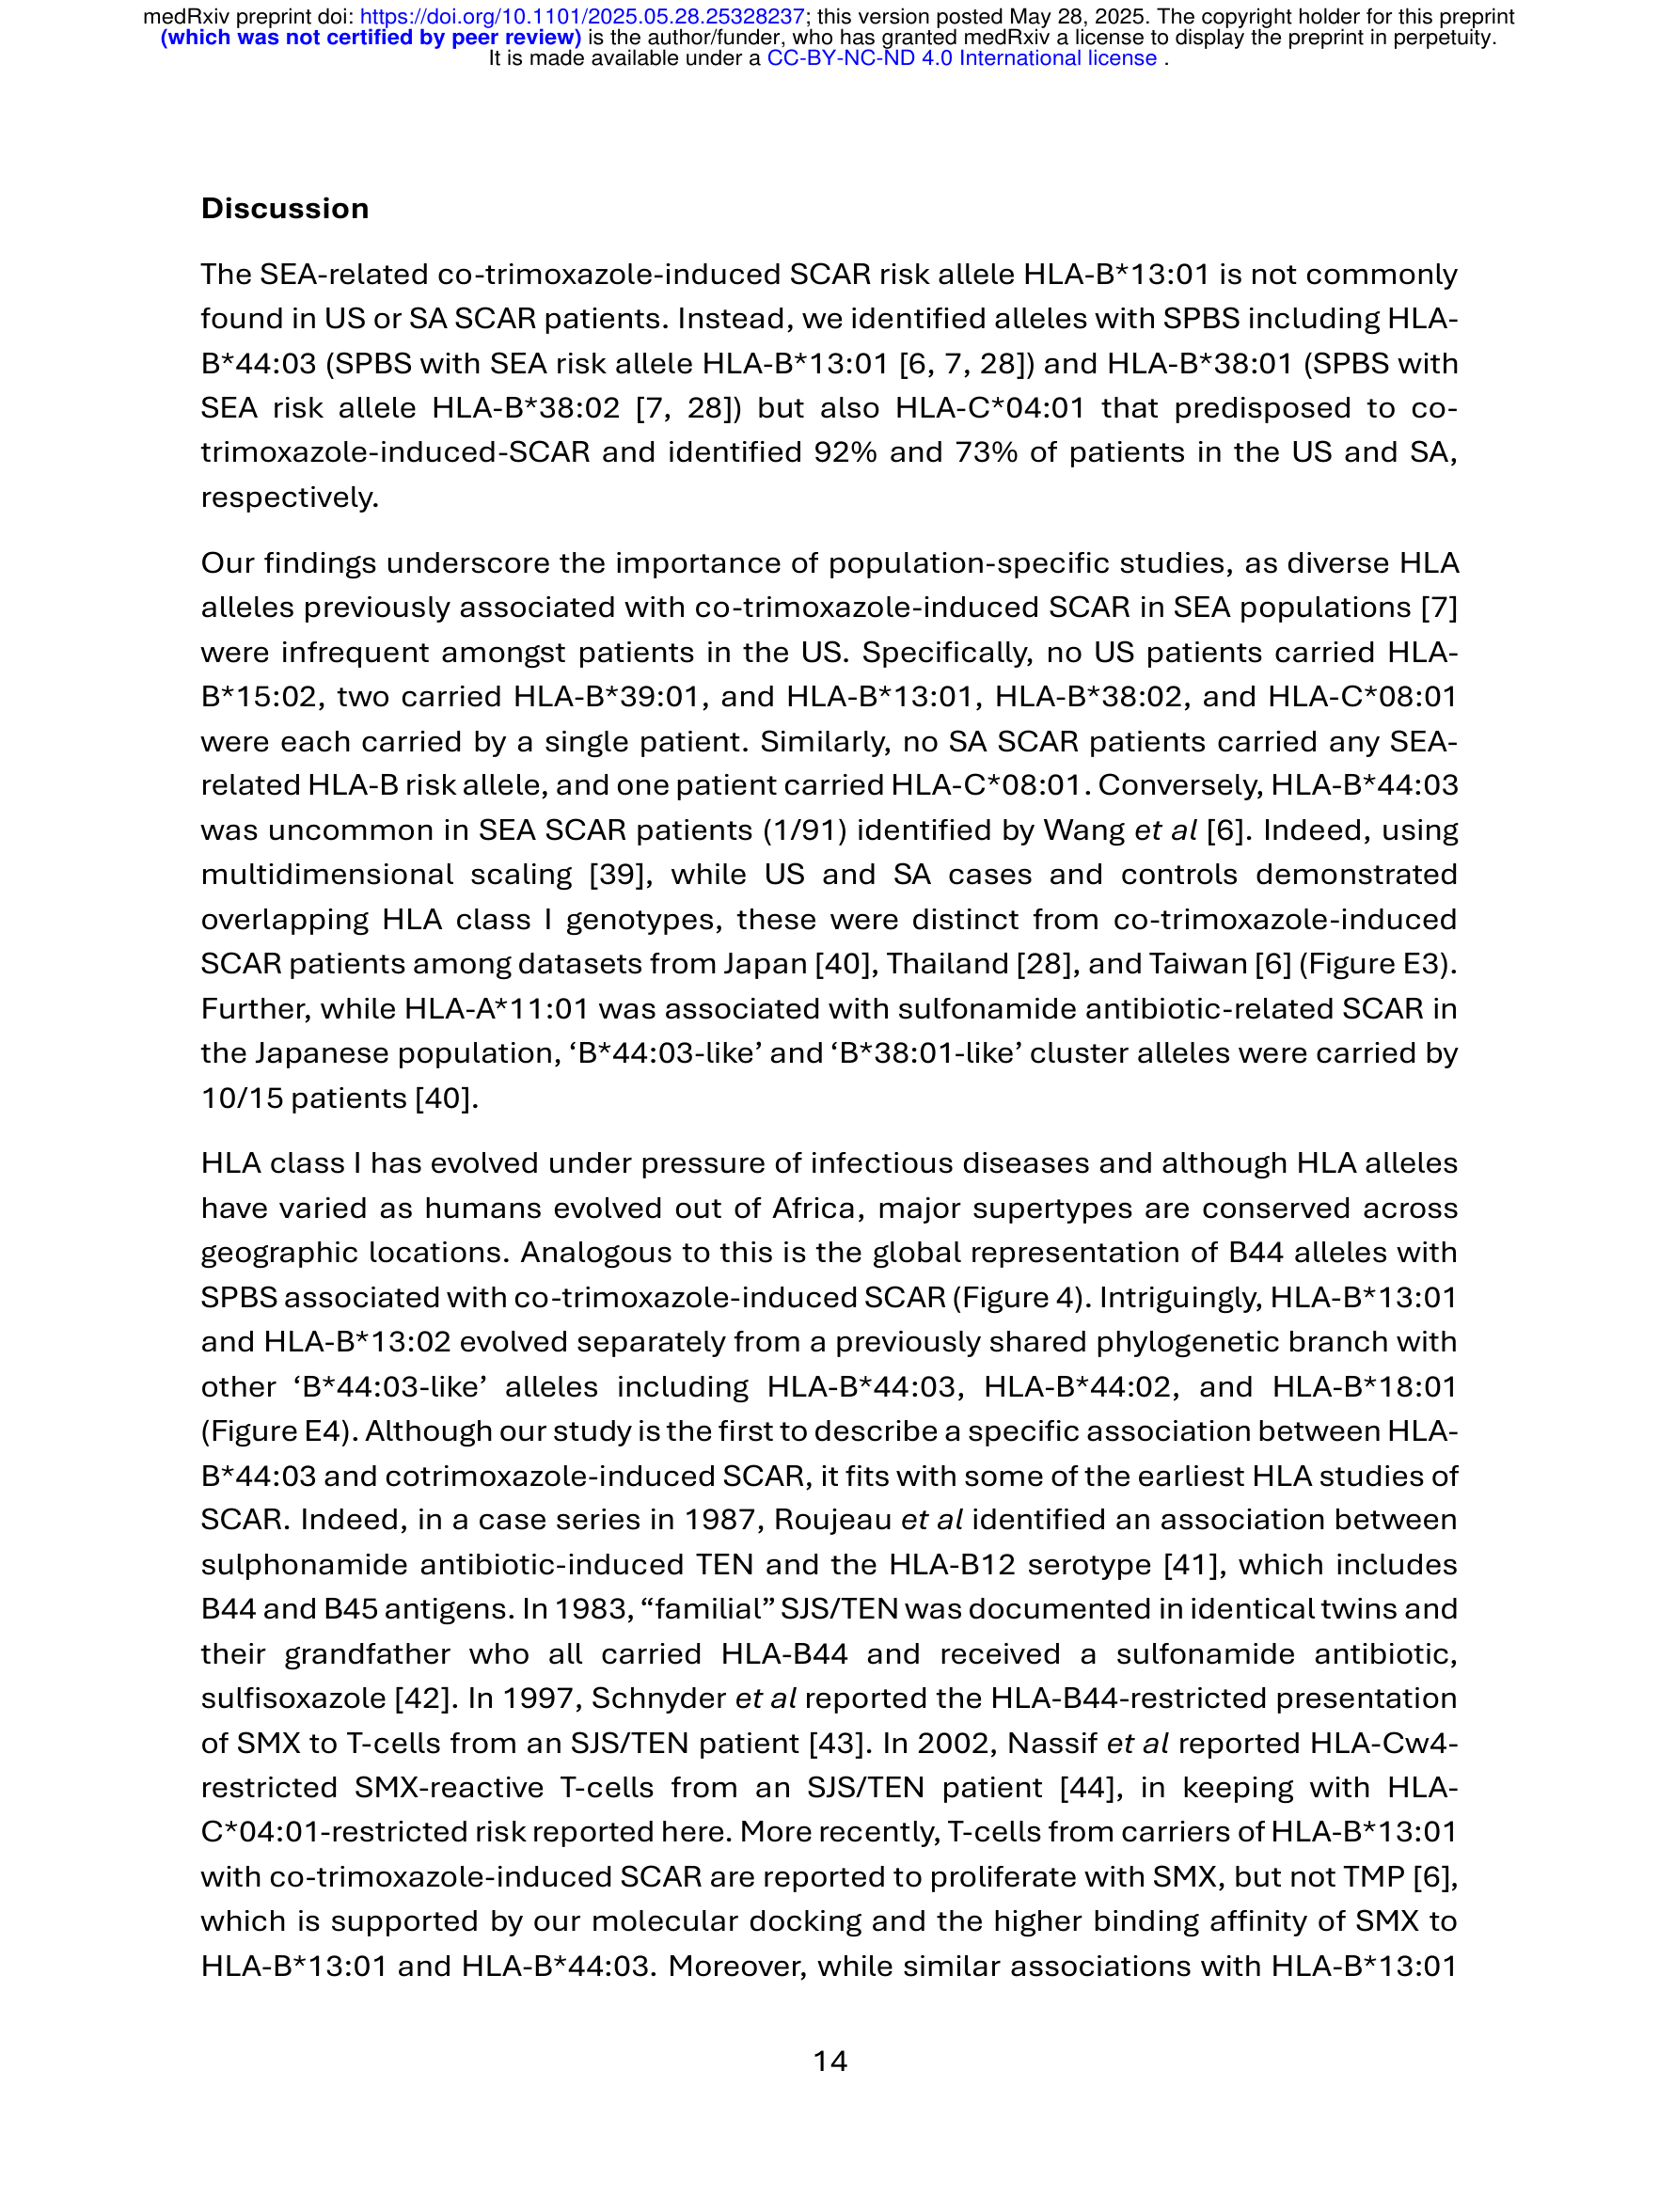 medRxiv preprint doi: https://doi.org/10.1101/2025.05.28.25328237; this version posted May 28, 2025. The copyright holder for this preprint
(which was not certified by peer review) is the author/funder, who has granted medRxiv a license to display the preprint in perpetuity.
It is made available under a CC-BY-NC-ND 4.0 International license .
Discussion
The SEA-related co-trimoxazole-induced SCAR risk allele HLA-B*13:01 is not commonly
found in US or SA SCAR patients. Instead, we identified alleles with SPBS including HLA-
B*44:03 (SPBS with SEA risk allele HLA-B*13:01 [6, 7, 28]) and HLA-B*38:01 (SPBS with
SEA risk allele HLA-B*38:02 [7, 28]) but also HLA-C*04:01 that predisposed to co-
trimoxazole-induced-SCAR and identified 92% and 73% of patients in the US and SA,
respectively.
Our findings underscore the importance of population-specific studies, as diverse HLA
alleles previously associated with co-trimoxazole-induced SCAR in SEA populations [7]
were infrequent amongst patients in the US. Specifically, no US patients carried HLA-
B*15:02, two carried HLA-B*39:01, and HLA-B*13:01, HLA-B*38:02, and HLA-C*08:01
were each carried by a single patient. Similarly, no SA SCAR patients carried any SEA-
related HLA-B risk allele, and one patient carried HLA-C*08:01. Conversely, HLA-B*44:03
was uncommon in SEA SCAR patients (1/91) identified by Wang et al [6]. Indeed, using
multidimensional scaling [39], while US and SA cases and controls demonstrated
overlapping HLA class I genotypes, these were distinct from co-trimoxazole-induced
SCAR patients among datasets from Japan [40], Thailand [28], and Taiwan [6] (Figure E3).
Further, while HLA-A*11:01 was associated with sulfonamide antibiotic-related SCAR in
the Japanese population, ‘B*44:03-like’ and ‘B*38:01-like’ cluster alleles were carried by
10/15 patients [40].
HLA class I has evolved under pressure of infectious diseases and although HLA alleles
have varied as humans evolved out of Africa, major supertypes are conserved across
geographic locations. Analogous to this is the global representation of B44 alleles with
SPBS associated with co-trimoxazole-induced SCAR (Figure 4). Intriguingly, HLA-B*13:01
and HLA-B*13:02 evolved separately from a previously shared phylogenetic branch with
other ‘B*44:03-like’ alleles including HLA-B*44:03, HLA-B*44:02, and HLA-B*18:01
(Figure E4). Although our study is the first to describe a specific association between HLA-
B*44:03 and cotrimoxazole-induced SCAR, it fits with some of the earliest HLA studies of
SCAR. Indeed, in a case series in 1987, Roujeau et al identified an association between
sulphonamide antibiotic-induced TEN and the HLA-B12 serotype [41], which includes
B44 and B45 antigens. In 1983, “familial” SJS/TEN was documented in identical twins and
their grandfather who all carried HLA-B44 and received a sulfonamide antibiotic,
sulfisoxazole [42]. In 1997, Schnyder et al reported the HLA-B44-restricted presentation
of SMX to T-cells from an SJS/TEN patient [43]. In 2002, Nassif et al reported HLA-Cw4-
restricted SMX-reactive T-cells from an SJS/TEN patient [44], in keeping with HLA-
C*04:01-restricted risk reported here. More recently, T-cells from carriers of HLA-B*13:01
with co-trimoxazole-induced SCAR are reported to proliferate with SMX, but not TMP [6],
which is supported by our molecular docking and the higher binding affinity of SMX to
HLA-B*13:01 and HLA-B*44:03. Moreover, while similar associations with HLA-B*13:01
14